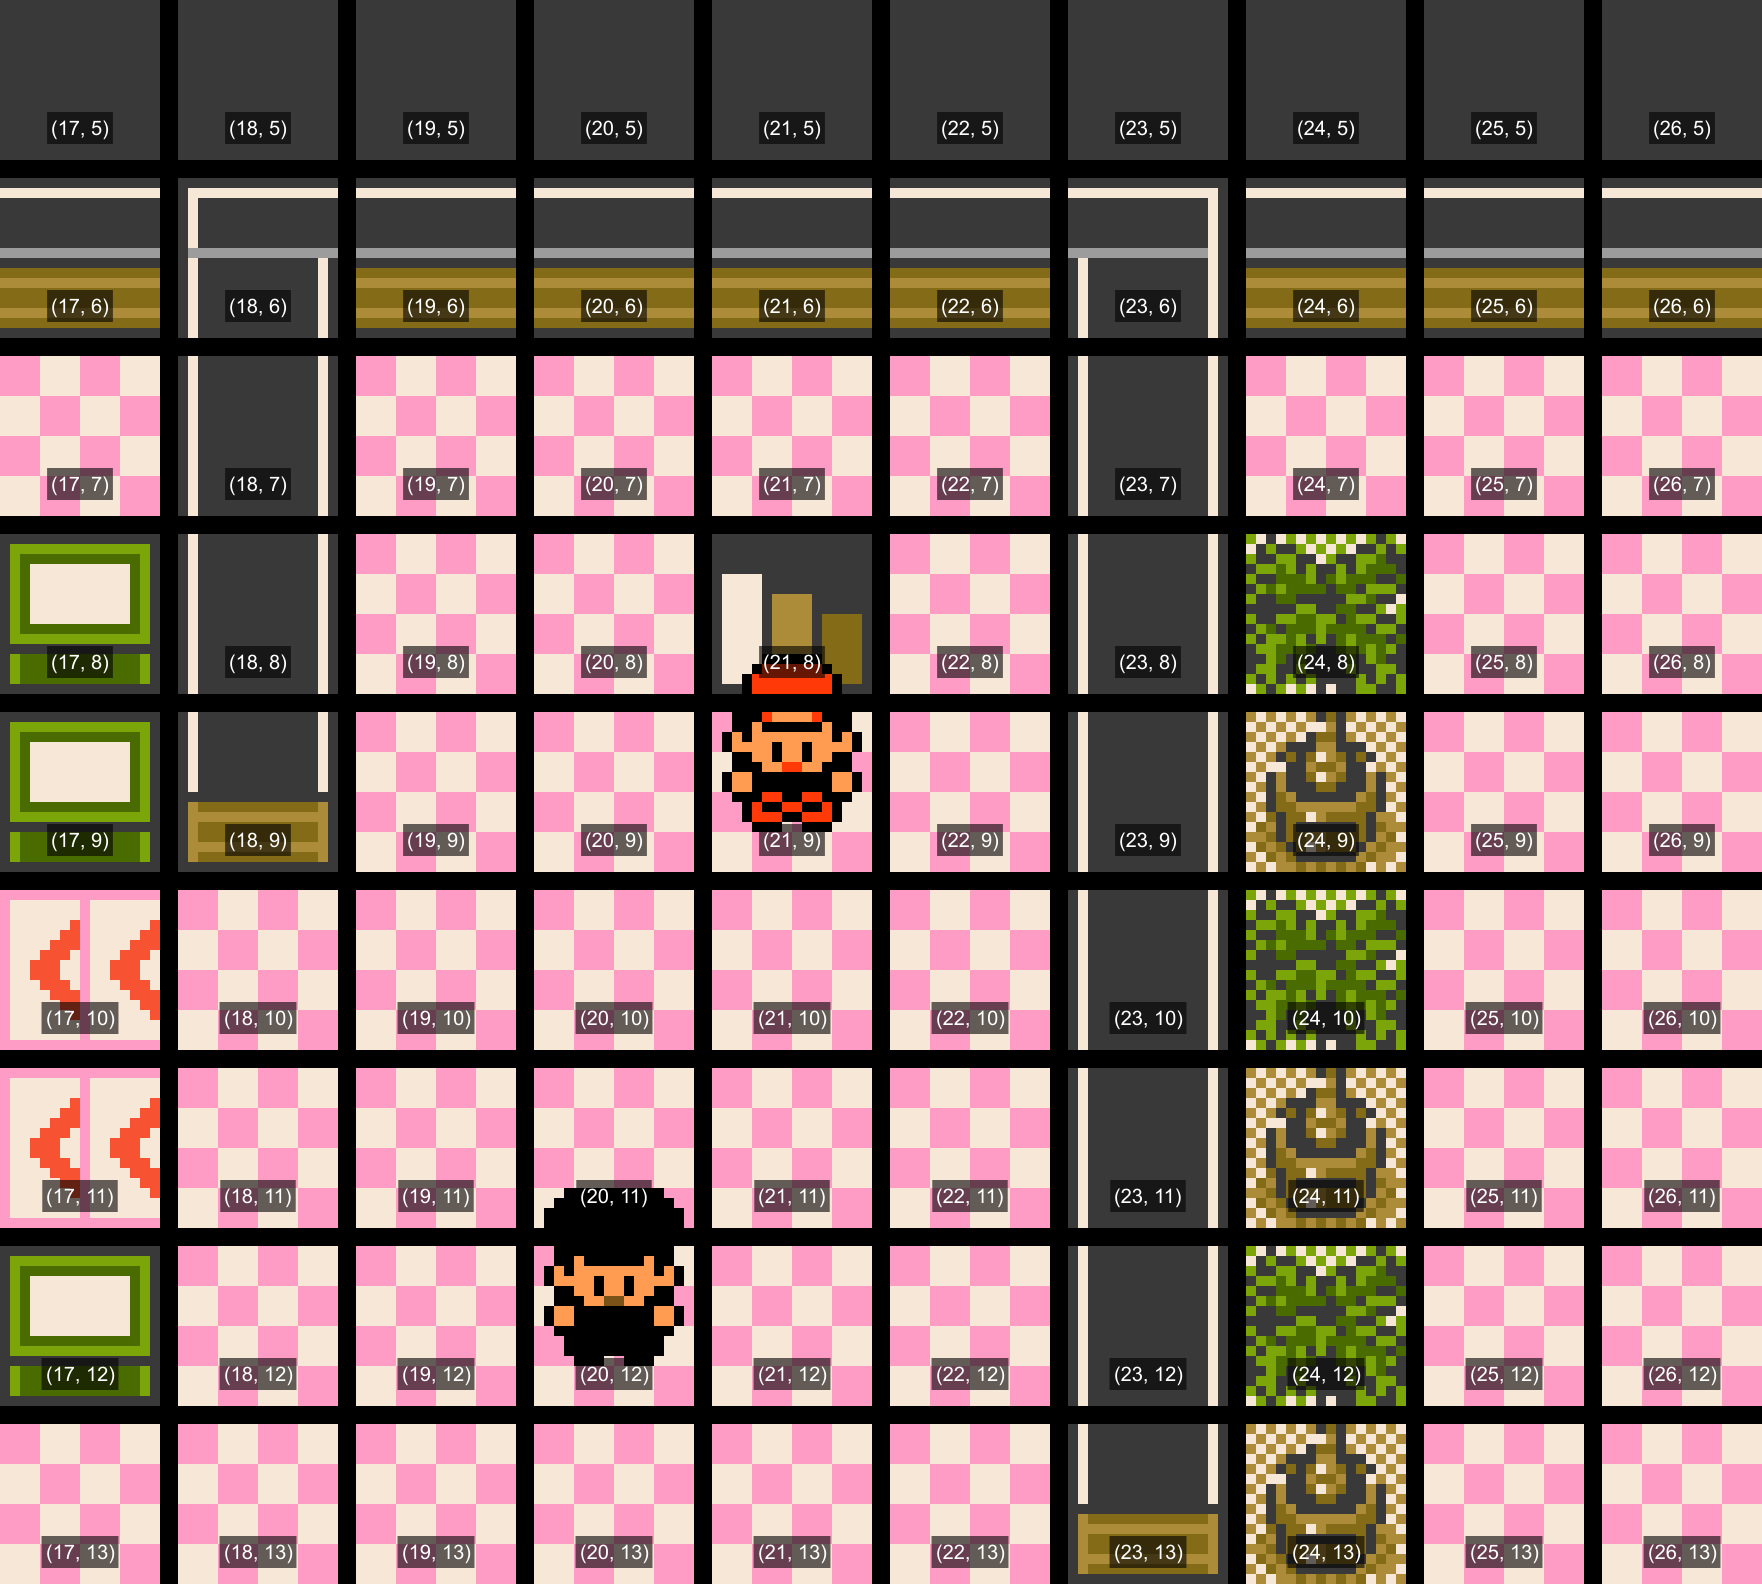 (17, 5) (18, 5) (19, 5) (20, 5) (21, 5) (22, 5) (23, 5) (24, 5) (25, 5) (26, 5)
(17, 6) (18, 6) (19, 6) (20, 6) (21, 6) (22, 6) (23, 6) (24, 6) (25, 6) (26, 6)
(17, 7) (18, 7) (19, 7) (20, 7) (21, 7) (22, 7) (23, 7) (24, 7) (25, 7) (26, 7)
(17, 8) (18, 8) (19, 8) (20, 8) (21, 8) (22, 8) (23, 8) (24, 8) (25, 8) (26, 8)
(17, 9) (18, 9) (19, 9) (20, 9) (21, 9) (22, 9) (23, 9) (24, 9) (25, 9) (26, 9)
(17, 10) (18, 10) (19, 10) (20, 10) (21, 10) (22, 10) (23, 10) (24, 10) (25, 10) (26, 10)
(17, 11) (18, 11) (19, 11) (20, 11) (21, 11) (22, 11) (23, 11) (24, 11) (25, 11) (26, 11)
(17, 12) (18, 12) (19, 12) (20, 12) (21, 12) (22, 12) (23, 12) (24, 12) (25, 12) (26, 12)
(17, 13) (18, 13) (19, 13) (20, 13) (21, 13) (22, 13) (23, 13) (24, 13) (25, 13) (26, 13)